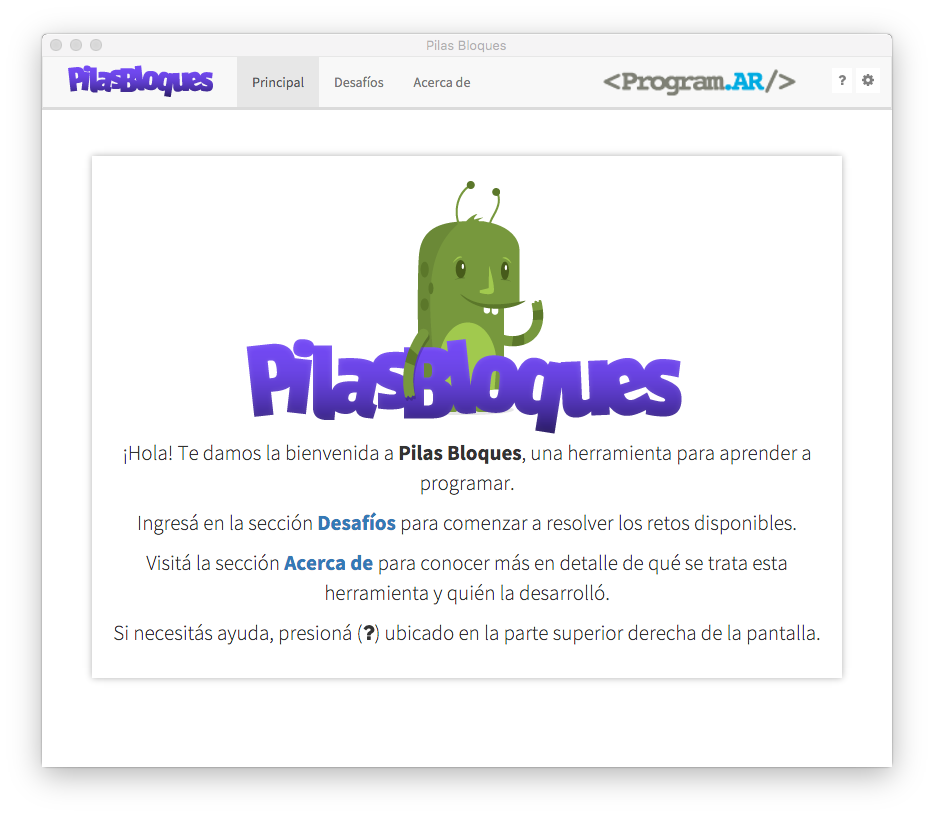 Pilas Bloques
PilasBloques
Principal
Desafíos
Acerca de
<Program.AR/>
?
PilasBloques
¡Hola! Te damos la bienvenida a Pilas Bloques, una herramienta para aprender a
programar.
Ingresá en la sección Desafíos para comenzar a resolver los retos disponibles.
Visitá la sección Acerca de para conocer más en detalle de qué se trata esta
herramienta y quién la desarrolló.
Si necesitás ayuda, presioná (?) ubicado en la parte superior derecha de la pantalla.